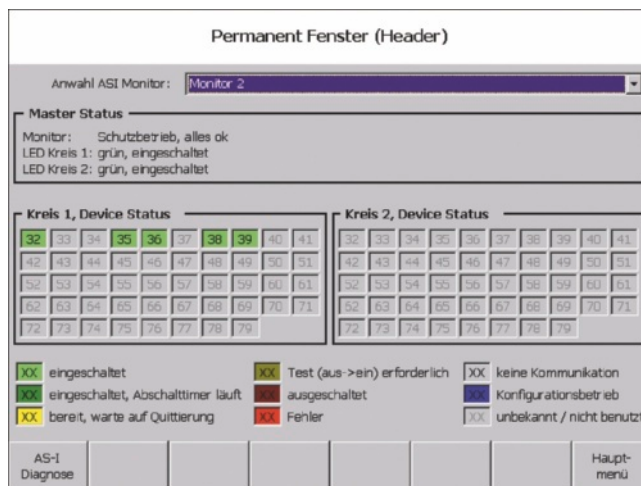 Permanent Fenster (Header)
Anwahl ASI Monitor: Monitor 2
Master Status
Monitor: Schutzbetrieb, alles ok
LED Kreis 1: grün, eingeschaltet
LED Kreis 2: grün, eingeschaltet
Kreis 1, Device Status
32 33 34 35 36 37 38 39 40 41
42 43 44 45 46 47 48 49 50 51
52 53 54 55 56 57 58 59 60 61
62 63 64 65 66 67 68 69 70 71
72 73 74 75 76 77 78 79
Kreis 2, Device Status
32 33 34 35 36 37 38 39 40 41
42 43 44 45 46 47 48 49 50 51
52 53 54 55 56 57 58 59 60 61
62 63 64 65 66 67 68 69 70 71
72 73 74 75 76 77 78 79
XX eingeschaltet
XX eingeschaltet, Abschalttimer läuft
XX bereit, warte auf Quittierung
XX Test (aus->ein) erforderlich
XX ausgeschaltet
XX Fehler
XX keine Kommunikation
XX Konfigurationsbetrieb
XX unbekannt / nicht benutzt
AS-I
Diagnose
Haupt-
menü